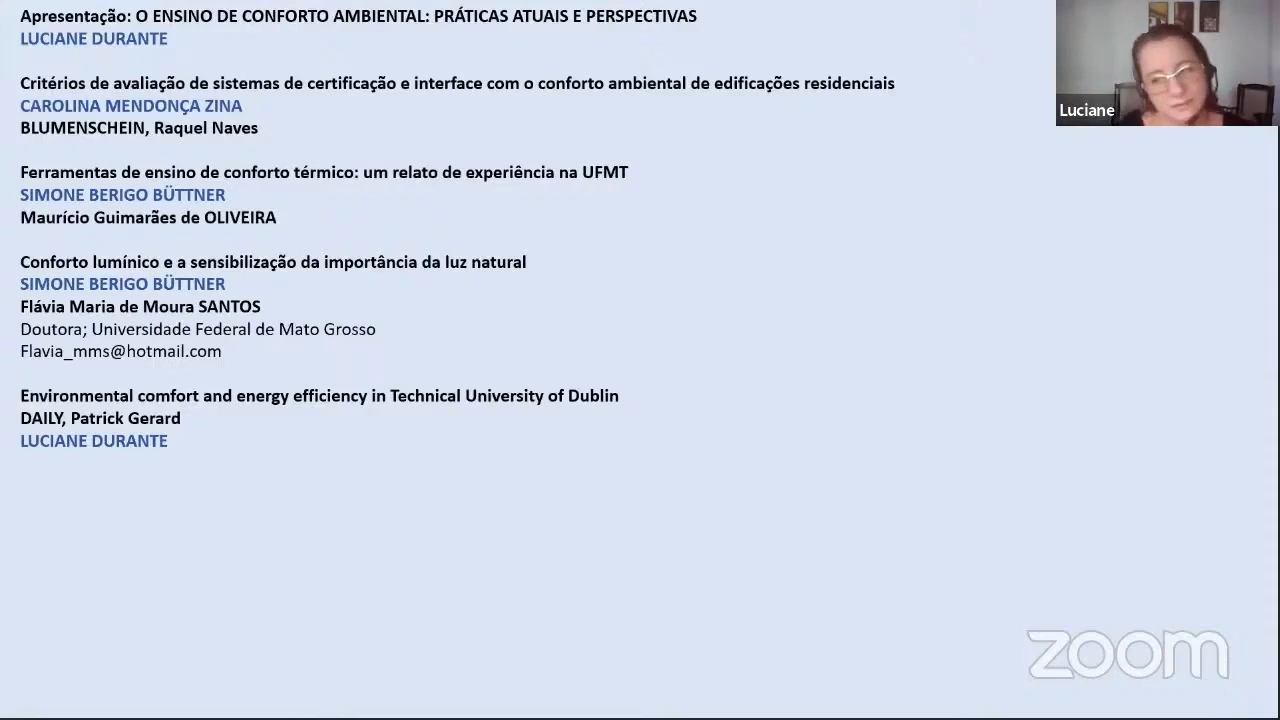 Apresentação: O ENSINO DE CONFORTO AMBIENTAL: PRÁTICAS ATUAIS E PERSPECTIVAS
LUCIANE DURANTE
Critérios de avaliação de sistemas de certificação e interface com o conforto ambiental de edificações residenciais
CAROLINA MENDONÇA ZINA
BLUMENSCHEIN, Raquel Naves
Ferramentas de ensino de conforto térmico: um relato de experiência na UFMT
SIMONE BERIGO BÜTTNER
Maurício Guimarães de OLIVEIRA
Conforto lumínico e a sensibilização da importância da luz natural
SIMONE BERIGO BÜTTNER
Flávia Maria de Moura SANTOS
Doutora; Universidade Federal de Mato Grosso
Flavia_mms@hotmail.com
Environmental comfort and energy efficiency in Technical University of Dublin
DAILY, Patrick Gerard
LUCIANE DURANTE
Luciane
zoom